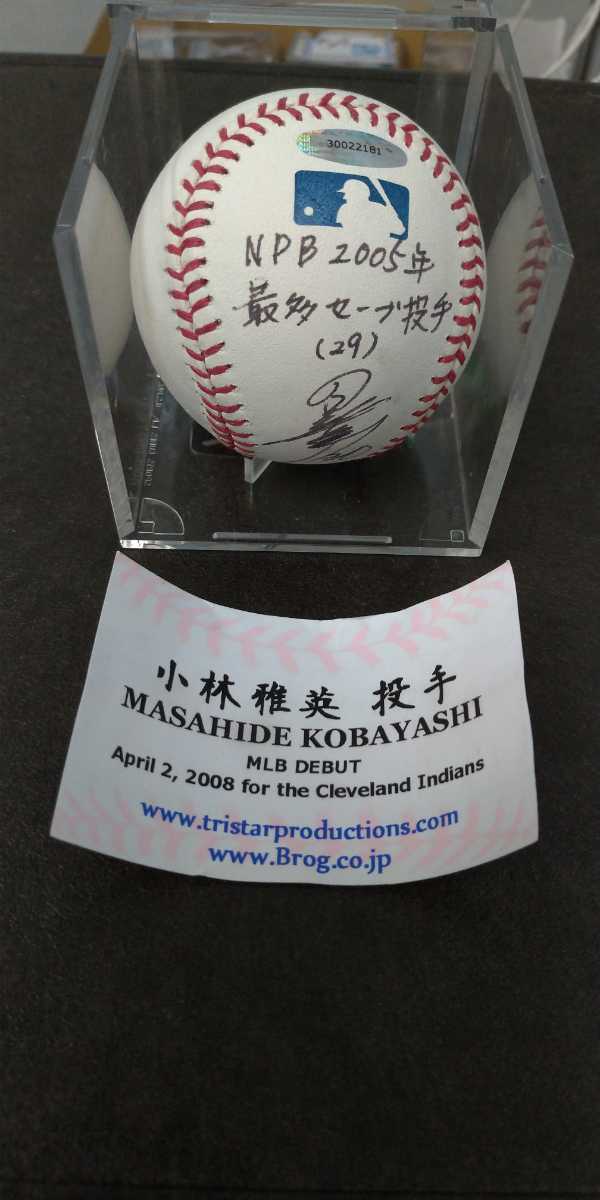 30022181
NPB 2005年
最多セーブ投手
(29)
小林雅英 投手
MASAHIDE KOBAYASHI
MLB DEBUT
April 2, 2008 for the Cleveland Indians
www.tristarproductions.com
www.Brog.co.jp